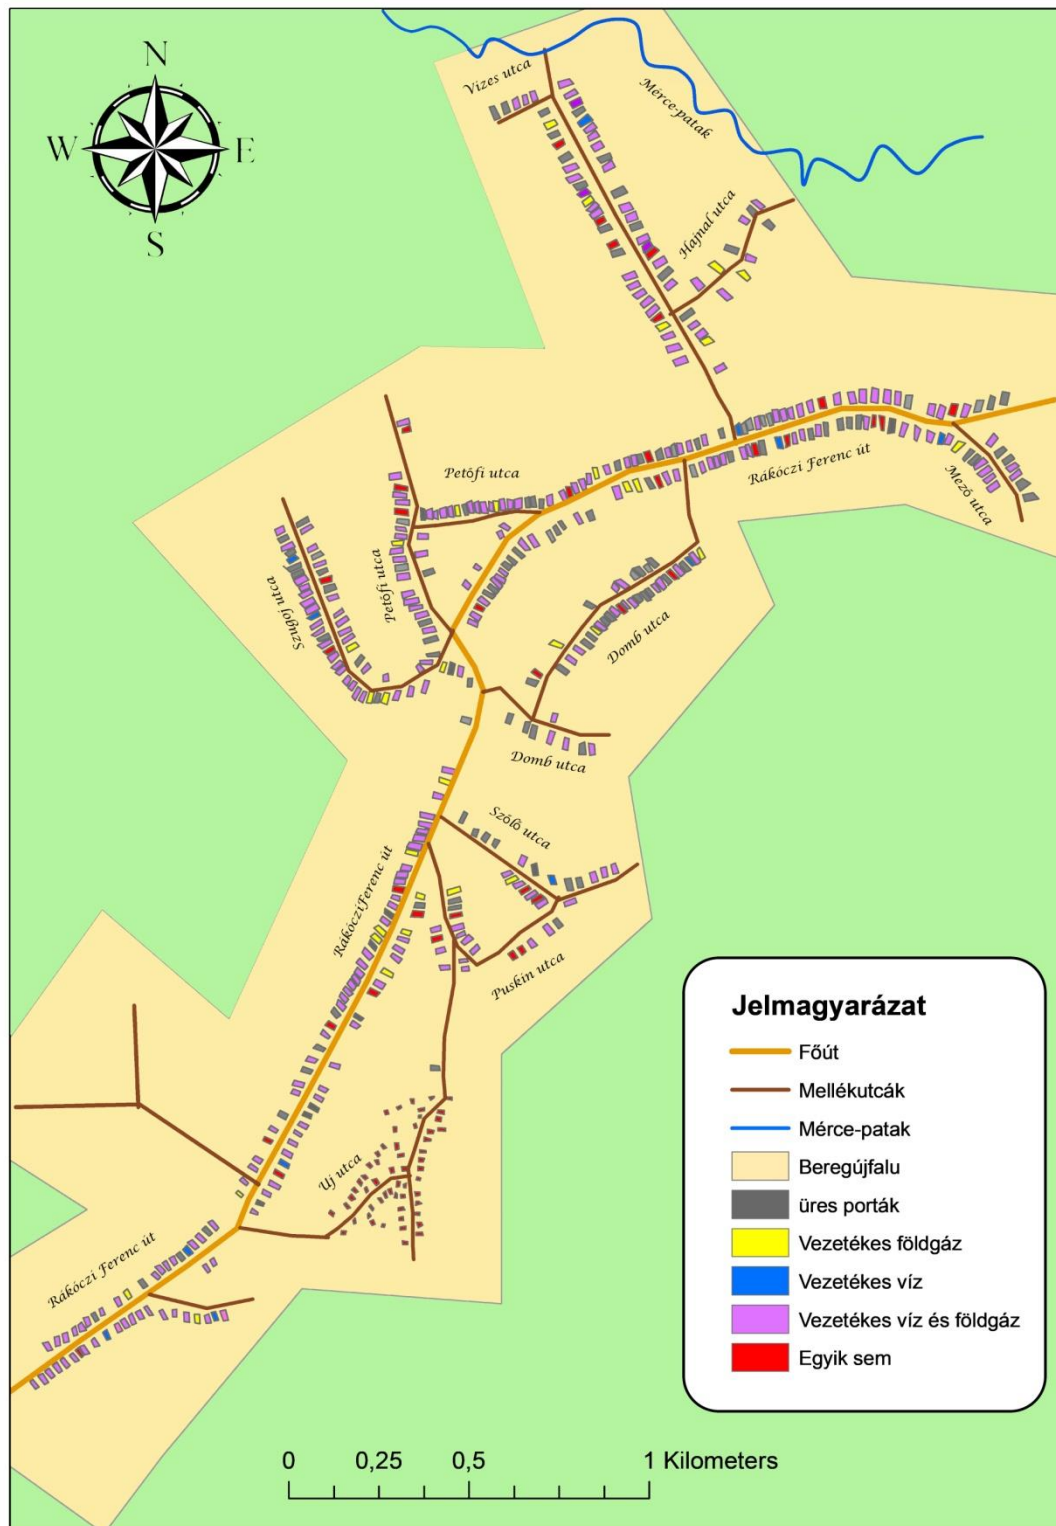 N
W
E
S
Vizes utca
Mérce-patak
Hajnal utca
Petőfi utca
Rákóczi Ferenc út
Mező utca
Petőfi utca
Szugoj utca
Domb utca
Domb utca
Szőlő utca
Rákóczi Ferenc út
Puskin utca
Uj utca
Rákóczi Ferenc út
Jelmagyarázat
Főút
Mellékutcák
Mérce-patak
Beregújfalu
üres porták
Vezetékes földgáz
Vezetékes víz
Vezetékes víz és földgáz
Egyik sem
0 0,25 0,5 1 Kilometers